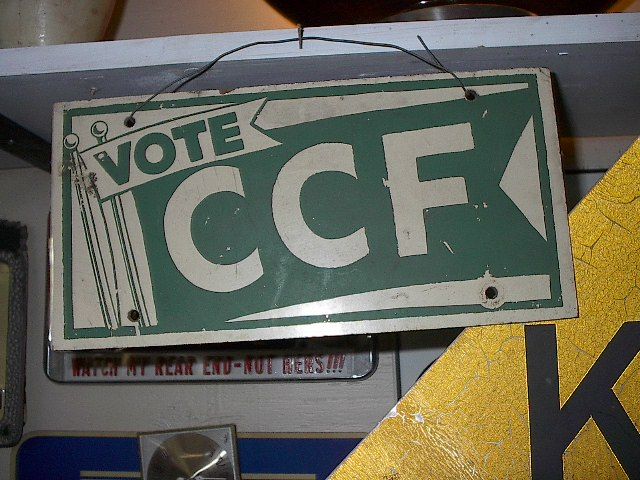 VOTE
CCF
WATCH MY REAR END-NOT HERS!!!
K